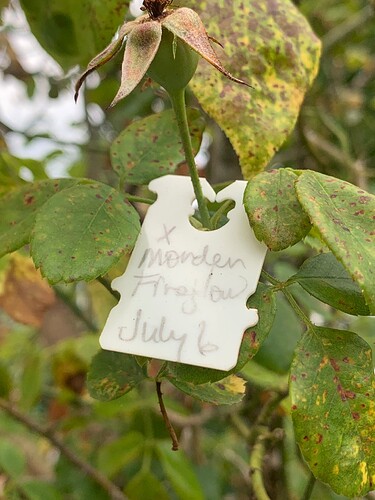 x
Morden
Fireglow
July 6